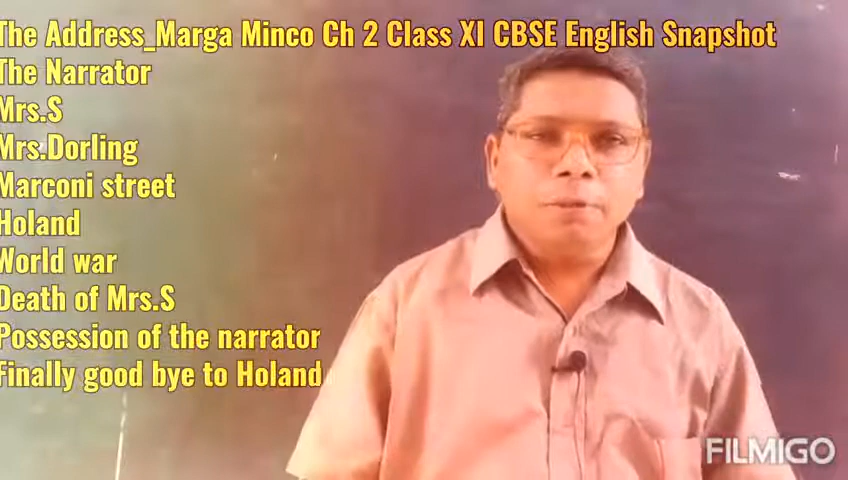 The Address_Marga Minco Ch 2 Class XI CBSE English Snapshot
The Narrator
Mrs.S
Mrs.Dorling
Marconi street
Holand
World war
Death of Mrs.S
Possession of the narrator
Finally good bye to Holand
FILMIGO